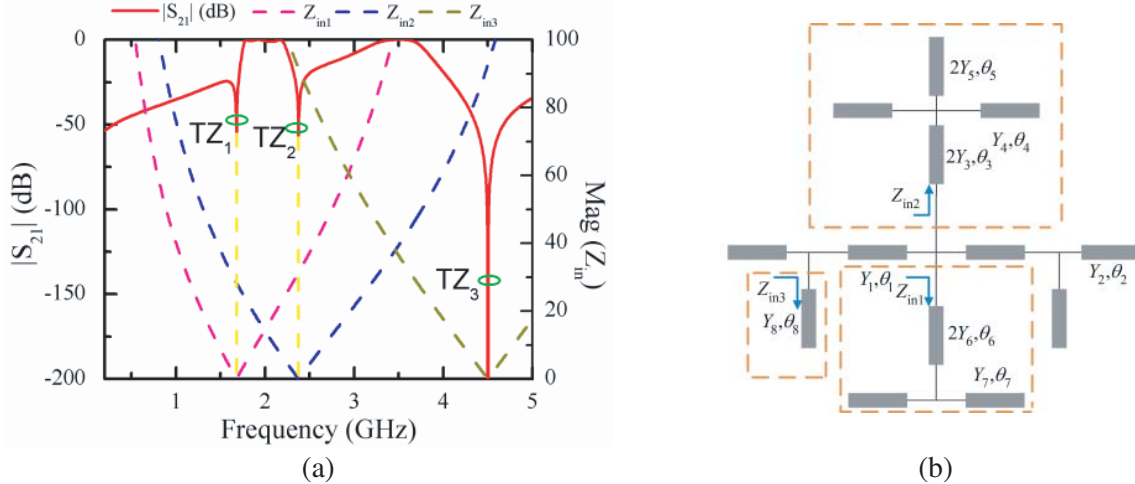 |S21| (dB) Zin1 Zin2 Zin3
0 100
-50 80
-100 60
-150 40
-200 20
0
TZ1 TZ2
TZ3
|S21| (dB)
Mag (Zin)
1 2 3 4 5
Frequency (GHz)
(a)
2Y5,θ5
Y4,θ4
2Y3,θ3
Zin2
Y1,θ1 Y2,θ2
Zin3 Zin1
Y8,θ8 2Y6,θ6
Y7,θ7
(b)